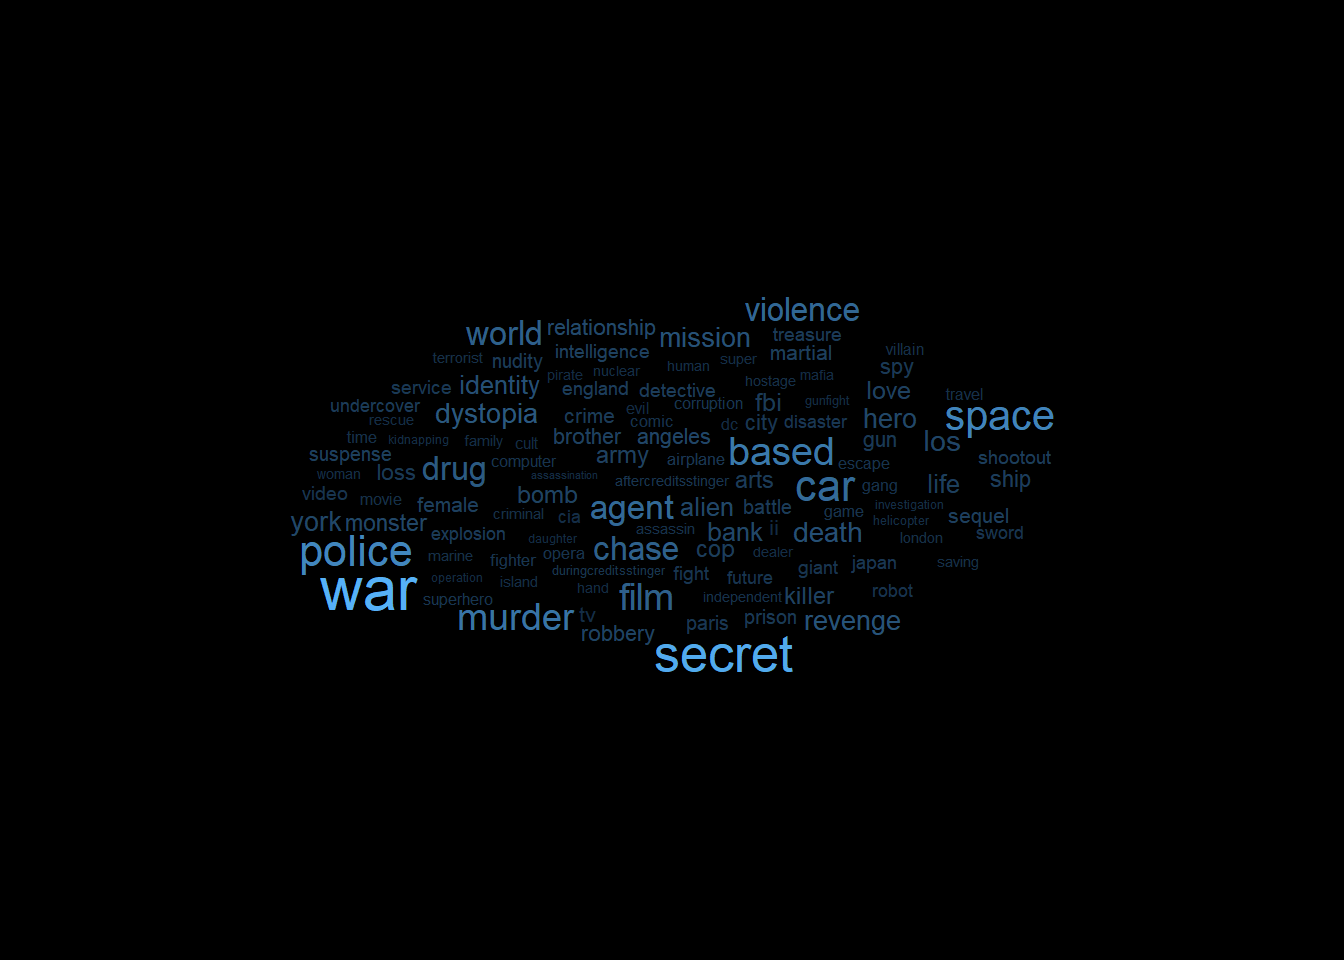 violence
world relationship mission treasure
terrorist nudity intelligence human super martial villain
pirate nuclear hostage mafia spy
service identity england detective love travel
undercover dystopia crime evil corruption fbi gunfight hero space
rescue comic dc city disaster
time kidnapping family cult brother angeles gun los
suspense computer army airplane based escape shootout
woman loss drug assassination aftercreditsstinger arts car gang life ship
video movie female bomb agent alien battle game investigation
york monster criminal cia assassin bank ii death helicopter sequel
police explosion daughter chase cop dealer london sword
marine fighter opera duringcreditsstinger fight future giant japan saving
war operation island hand film independent killer robot
superhero murder tv paris prison revenge
robbery
secret